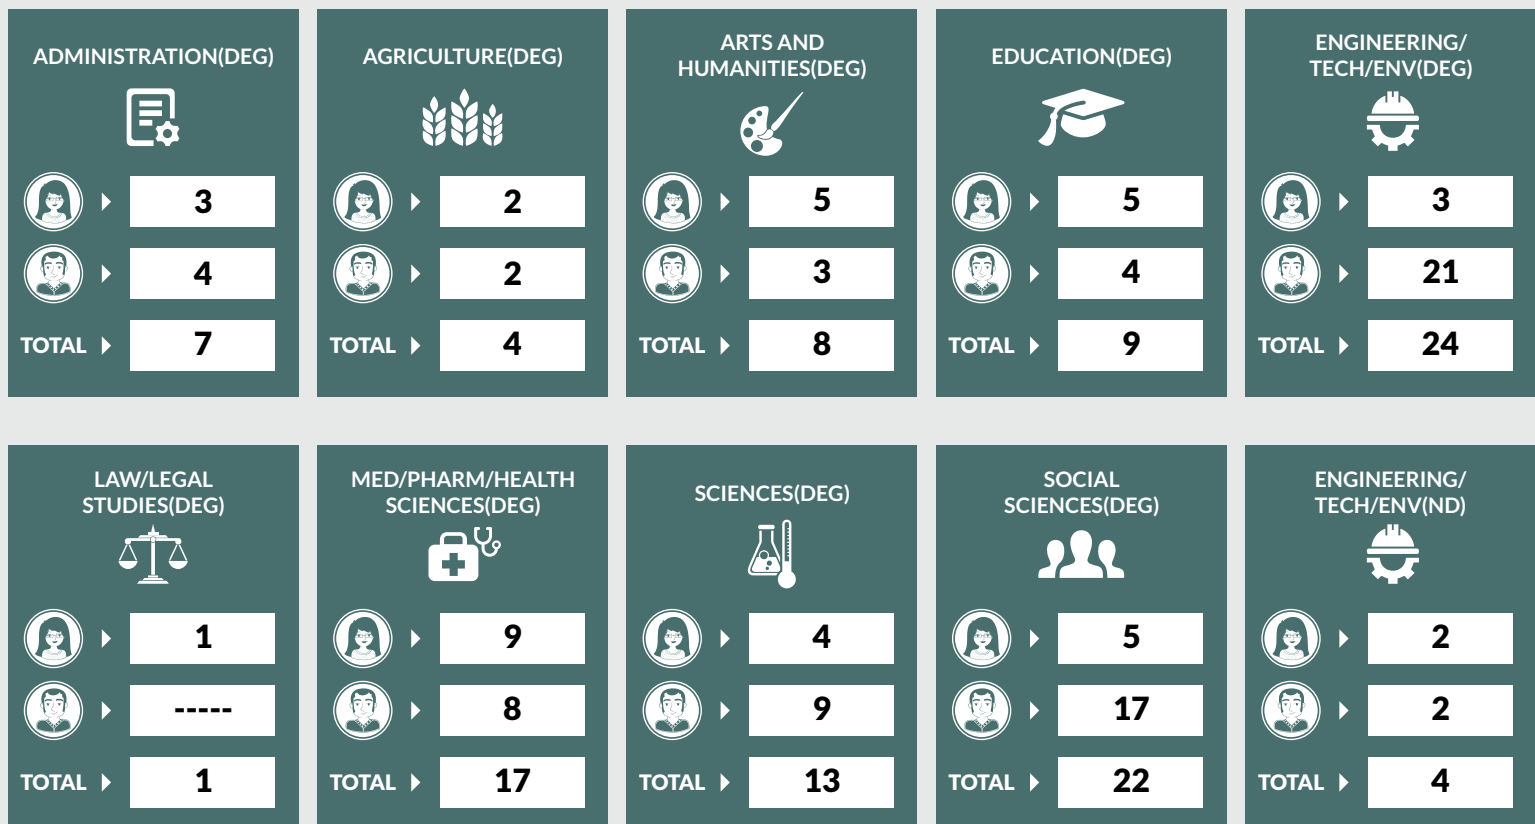 ADMINISTRATION(DEG)
3
4
TOTAL 7
AGRICULTURE(DEG)
2
2
TOTAL 4
ARTS AND
HUMANITIES(DEG)
5
3
TOTAL 8
EDUCATION(DEG)
5
4
TOTAL 9
ENGINEERING/
TECH/ENV(DEG)
3
21
TOTAL 24
LAW/LEGAL
STUDIES(DEG)
1
-----
TOTAL 1
MED/PHARM/HEALTH
SCIENCES(DEG)
9
8
TOTAL 17
SCIENCES(DEG)
4
9
TOTAL 13
SOCIAL
SCIENCES(DEG)
5
17
TOTAL 22
ENGINEERING/
TECH/ENV(ND)
2
2
TOTAL 4